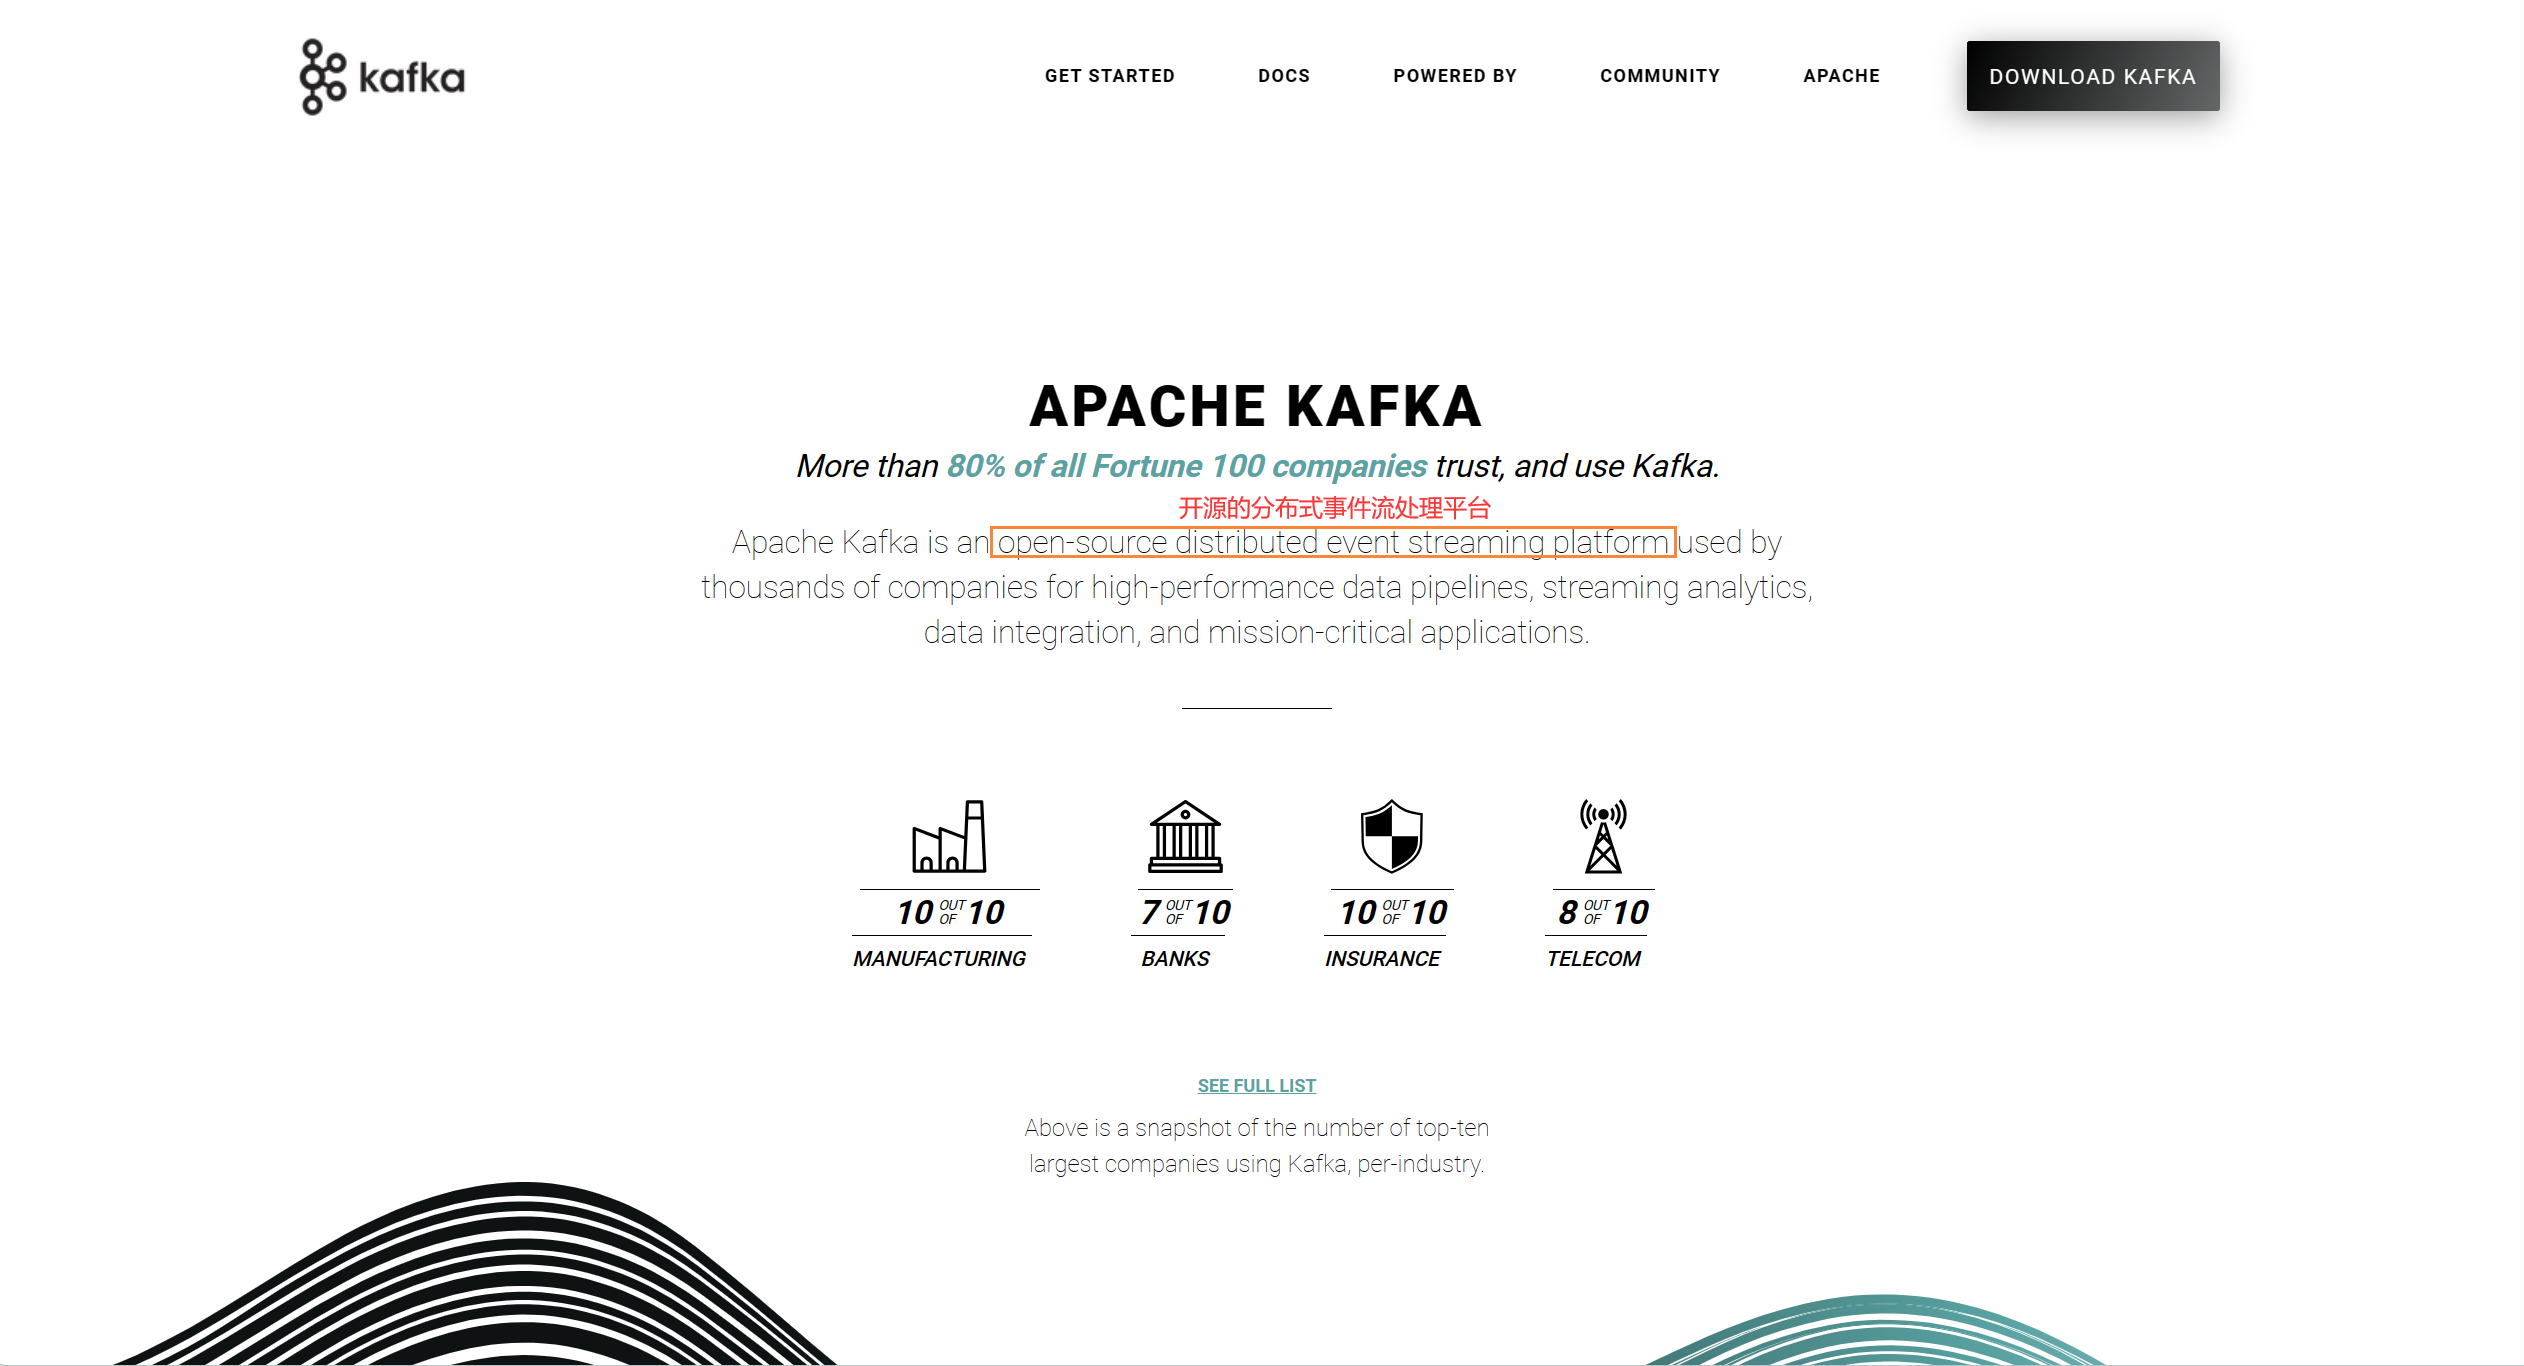 kafka
GET STARTED DOCS POWERED BY COMMUNITY APACHE DOWNLOAD KAFKA
APACHE KAFKA
More than 80% of all Fortune 100 companies trust, and use Kafka.
开源的分布式事件流处理平台
Apache Kafka is an open-source distributed event streaming platform used by
thousands of companies for high-performance data pipelines, streaming analytics,
data integration, and mission-critical applications.
10 OUT OF 10 7 OUT OF 10 10 OUT OF 10 8 OUT OF 10
MANUFACTURING BANKS INSURANCE TELECOM
SEE FULL LIST
Above is a snapshot of the number of top-ten
largest companies using Kafka, per-industry.